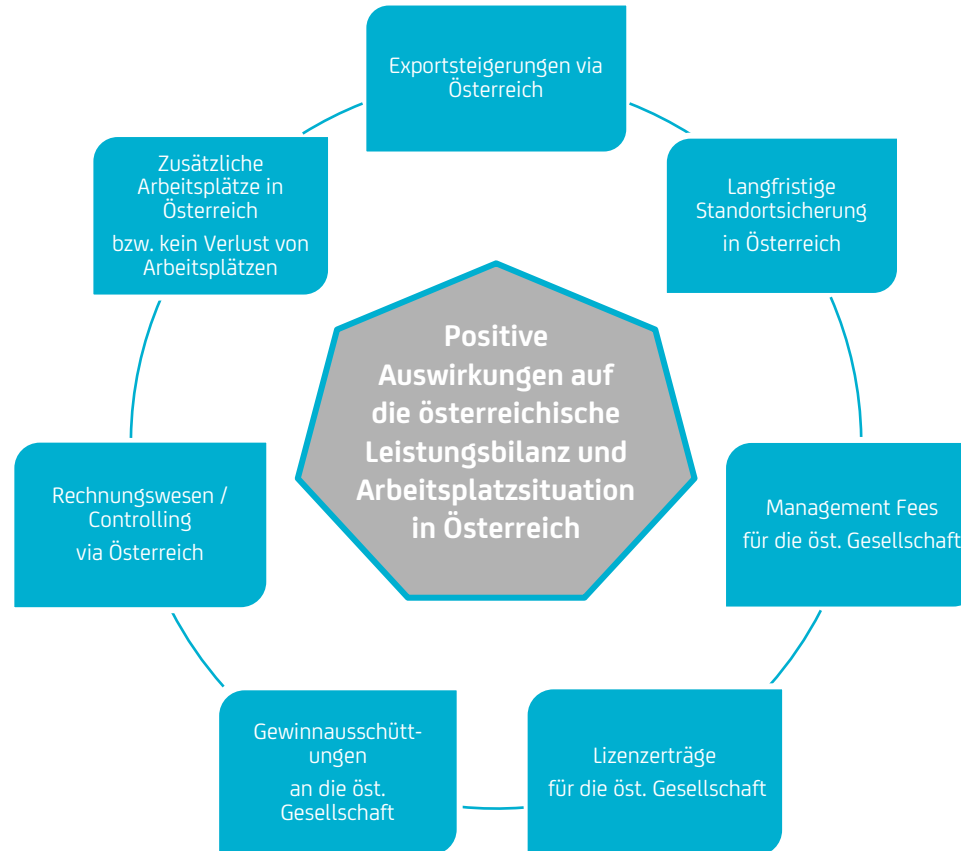 Exportsteigerungen via
Österreich
Langfristige
Standortsicherung
in Österreich
Management Fees
für die öst. Gesellschaft
Lizenzerträge
für die öst. Gesellschaft
Gewinnausschütt-
ungen
an die öst.
Gesellschaft
Rechnungswesen /
Controlling
via Österreich
Zusätzliche
Arbeitsplätze in
Österreich
bzw. kein Verlust von
Arbeitsplätzen
Positive
Auswirkungen auf
die österreichische
Leistungsbilanz und
Arbeitsplatzsituation
in Österreich